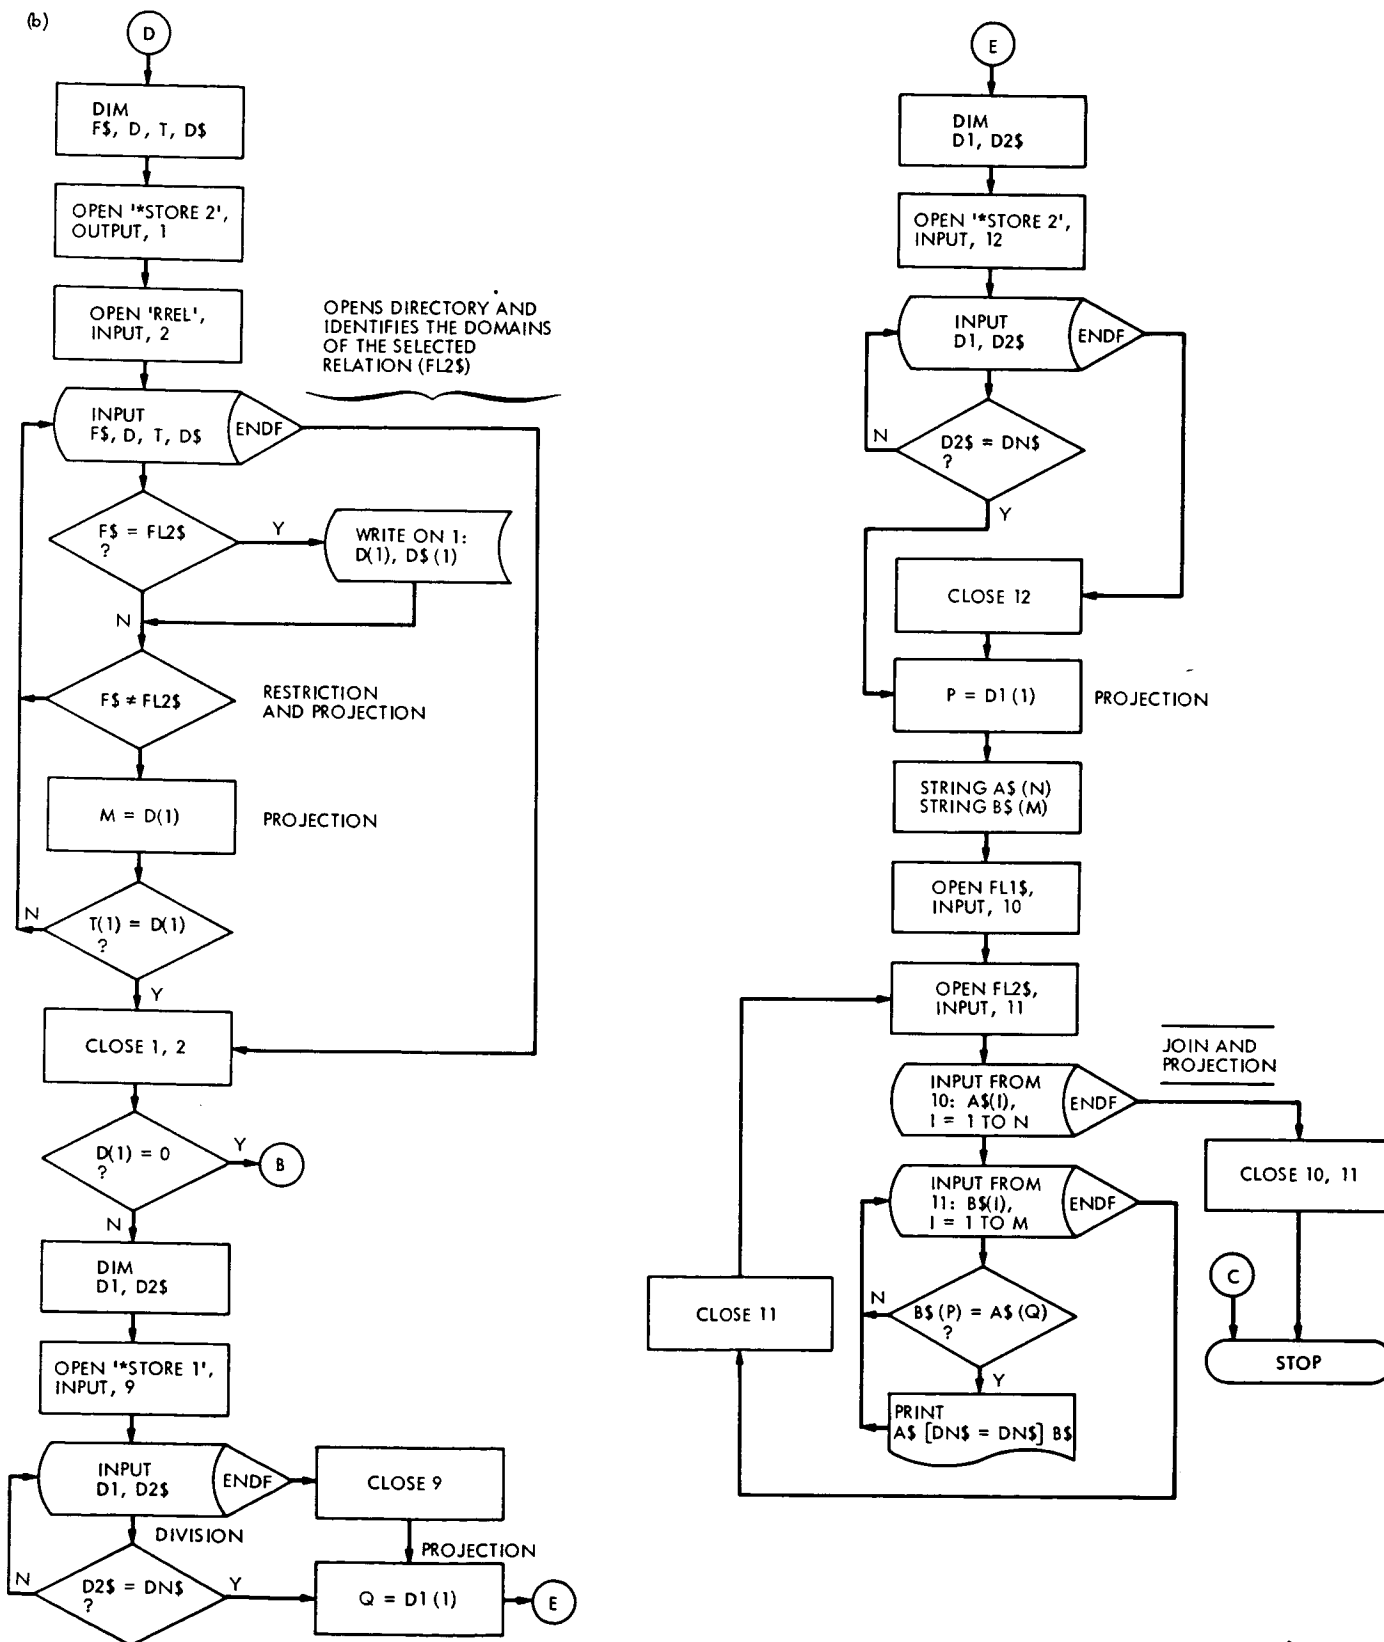 (b)
D
DIM
F$, D, T, D$
OPEN '*STORE 2',
OUTPUT, 1
OPEN 'RREL',
INPUT, 2
OPENS DIRECTORY AND
IDENTIFIES THE DOMAINS
OF THE SELECTED
RELATION (FL2$)
INPUT
F$, D, T, D$
ENDF
F$ = FL2$
?
Y
WRITE ON 1:
D(1), D$(1)
N
F$ ≠ FL2$
RESTRICTION
AND PROJECTION
M = D(1)
PROJECTION
T(1) = D(1)
?
N
Y
CLOSE 1, 2
D(1) = 0
?
Y
B
N
DIM
D1, D2$
OPEN '*STORE 1',
INPUT, 9
INPUT
D1, D2$
ENDF
CLOSE 9
DIVISION
PROJECTION
D2$ = DN$
?
N
Y
Q = D1(1)
E
E
DIM
D1, D2$
OPEN '*STORE 2',
INPUT, 12
INPUT
D1, D2$
ENDF
D2$ = DN$
?
N
Y
CLOSE 12
P = D1(1)
PROJECTION
STRING A$(N)
STRING B$(M)
OPEN FL1$,
INPUT, 10
OPEN FL2$,
INPUT, 11
JOIN AND
PROJECTION
INPUT FROM
10: A$(I),
I = 1 TO N
ENDF
CLOSE 10, 11
INPUT FROM
11: B$(I),
I = 1 TO M
ENDF
B$(P) = A$(Q)
?
N
Y
CLOSE 11
PRINT
A$ [DN$ = DN$] B$
C
STOP